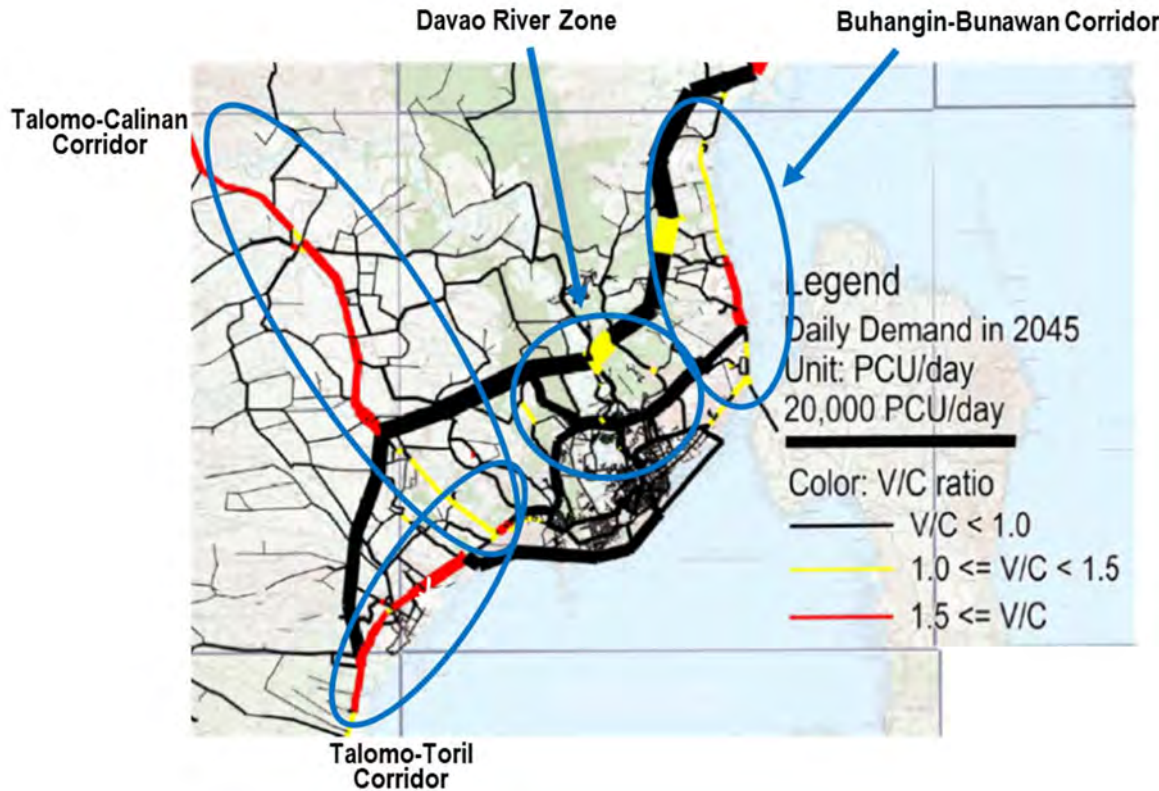 Davao River Zone
Buhangin-Bunawan Corridor
Talomo-Calinan
Corridor
Legend
Daily Demand in 2045
Unit: PCU/day
20,000 PCU/day
Color: V/C ratio
V/C < 1.0
1.0 <= V/C < 1.5
1.5 <= V/C
Talomo-Toril
Corridor